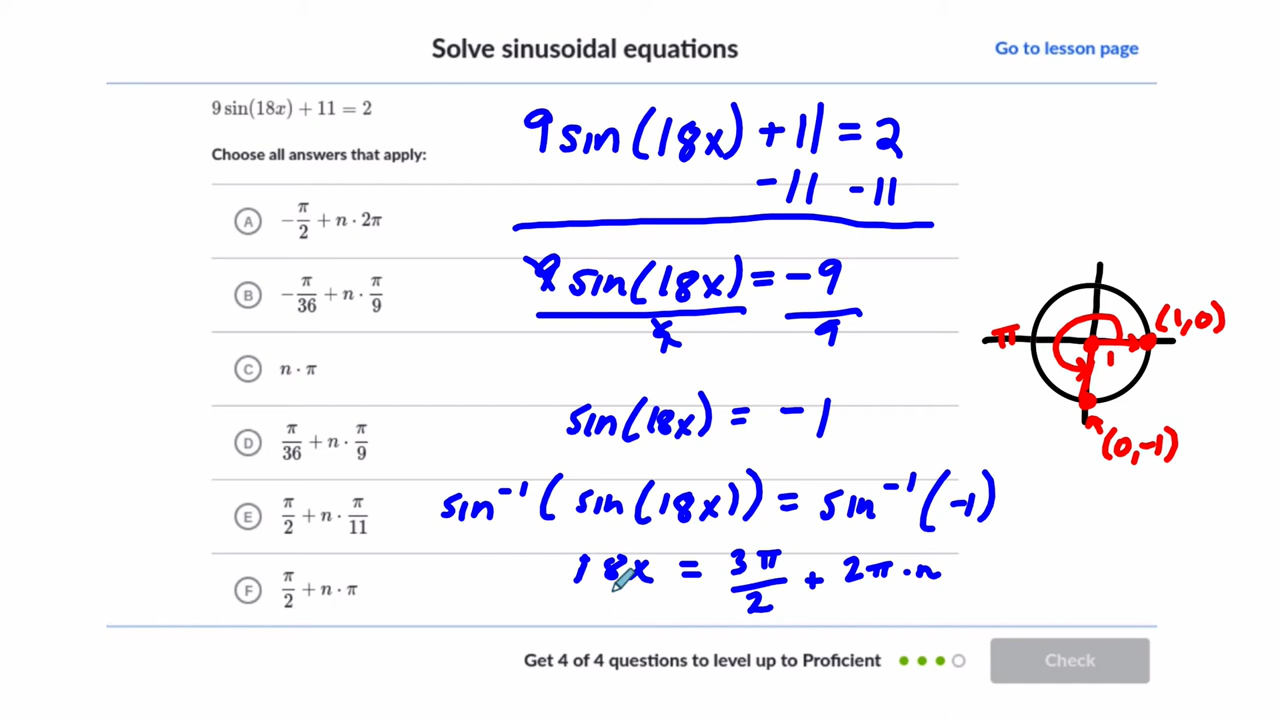 Solve sinusoidal equations
Go to lesson page
9 sin(18x) + 11 = 2
Choose all answers that apply:
A −π/2 + n · 2π
B −π/36 + n · π/9
C n · π
D π/36 + n · π/9
E π/2 + n · π/11
F π/2 + n · π
9 sin(18x) + 11 = 2
−11 −11
9 sin(18x) = −9
9 9
sin(18x) = −1
sin⁻¹(sin(18x)) = sin⁻¹(−1)
18x = 3π/2 + 2π · n
π
1
(1,0)
(0,−1)
Get 4 of 4 questions to level up to Proficient
Check